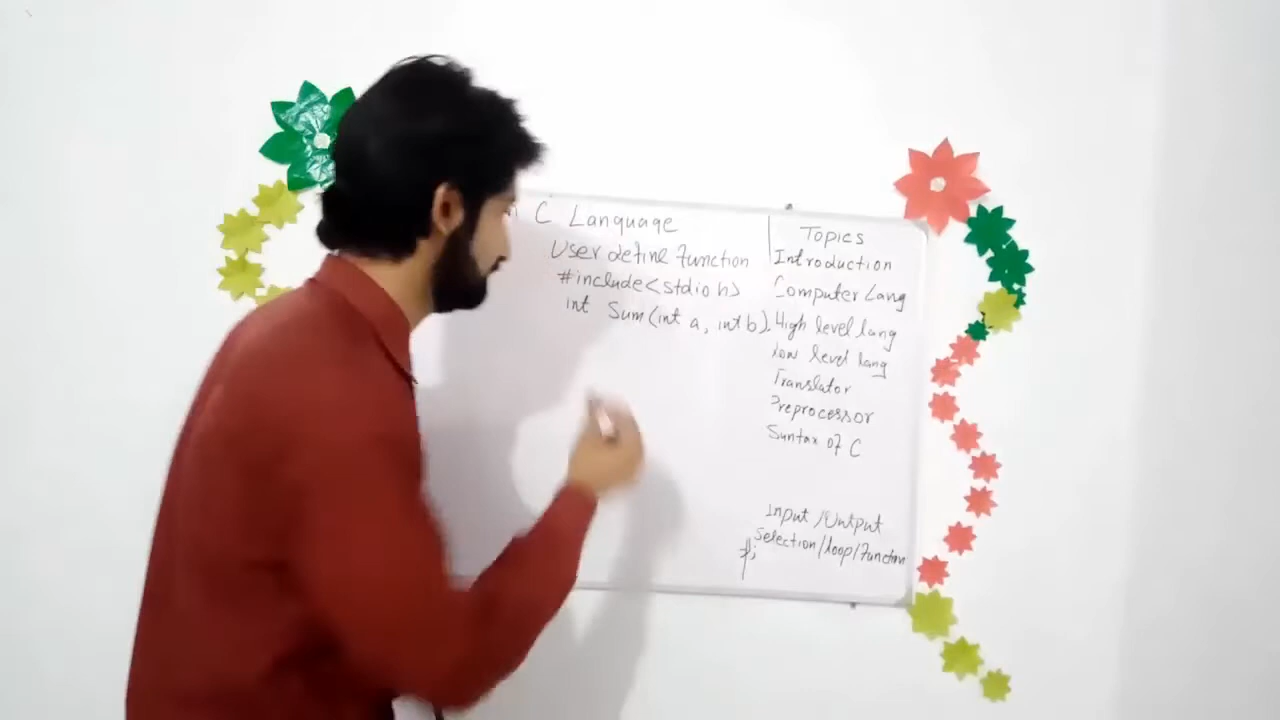 C Language
User define Function
#include<stdio h>
int Sum(int a, int b)
Topics
Introduction
Computer Lang
High level lang
Low level lang
Translator
Preprocessor
Suntax of C
Input/Output
Selection/Loop/Function